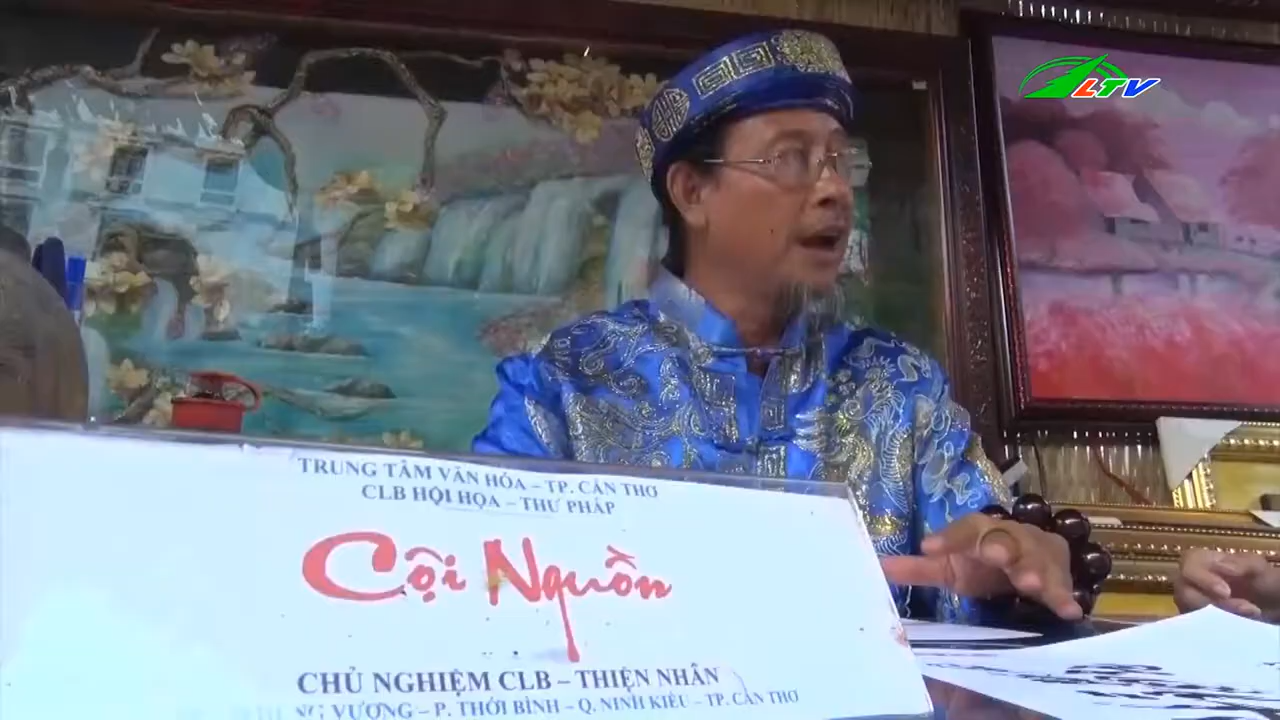 LTV
TRUNG TÂM VĂN HÓA – TP. CẦN THƠ
CLB HỘI HỌA – THƯ PHÁP
Cội Nguồn
CHỦ NGHIỆM CLB – THIỆN NHÂN
VƯƠNG – P. THỚI BÌNH – Q. NINH KIỀU – TP. CẦN THƠ